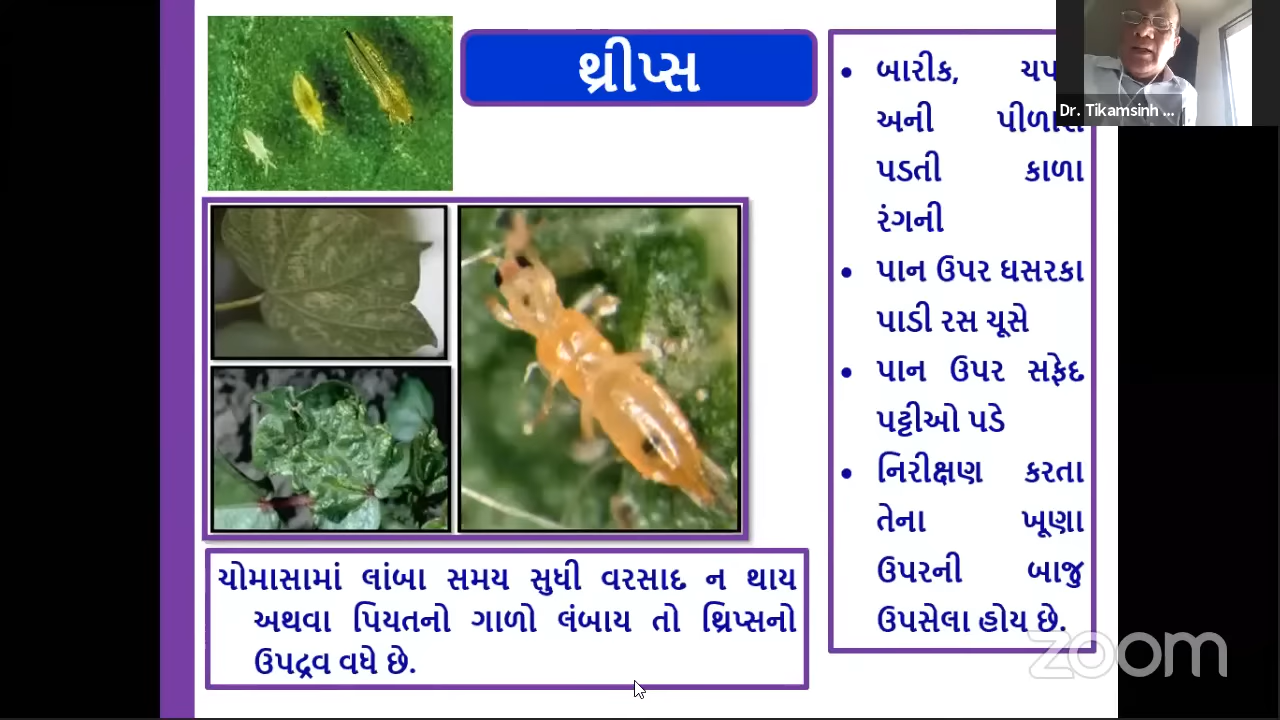 થ્રીપ્સ
બારીક,
અની
પડતી કાળા
રંગની
પાન ઉપર ઘસરકા
પાડી રસ ચૂસે
પાન ઉપર સફેદ
પટ્ટીઓ પડે
નિરીક્ષણ કરતા
તેના ખૂણા
ઉપરની બાજુ
ઉપસેલા હોય છે.
ચોમાસામાં લાંબા સમય સુધી વરસાદ ન થાય
અથવા પિયતનો ગાળો લંબાય તો થ્રિપ્સનો
ઉપદ્રવ વધે છે.
Dr. Tikamsinh ...
zoom